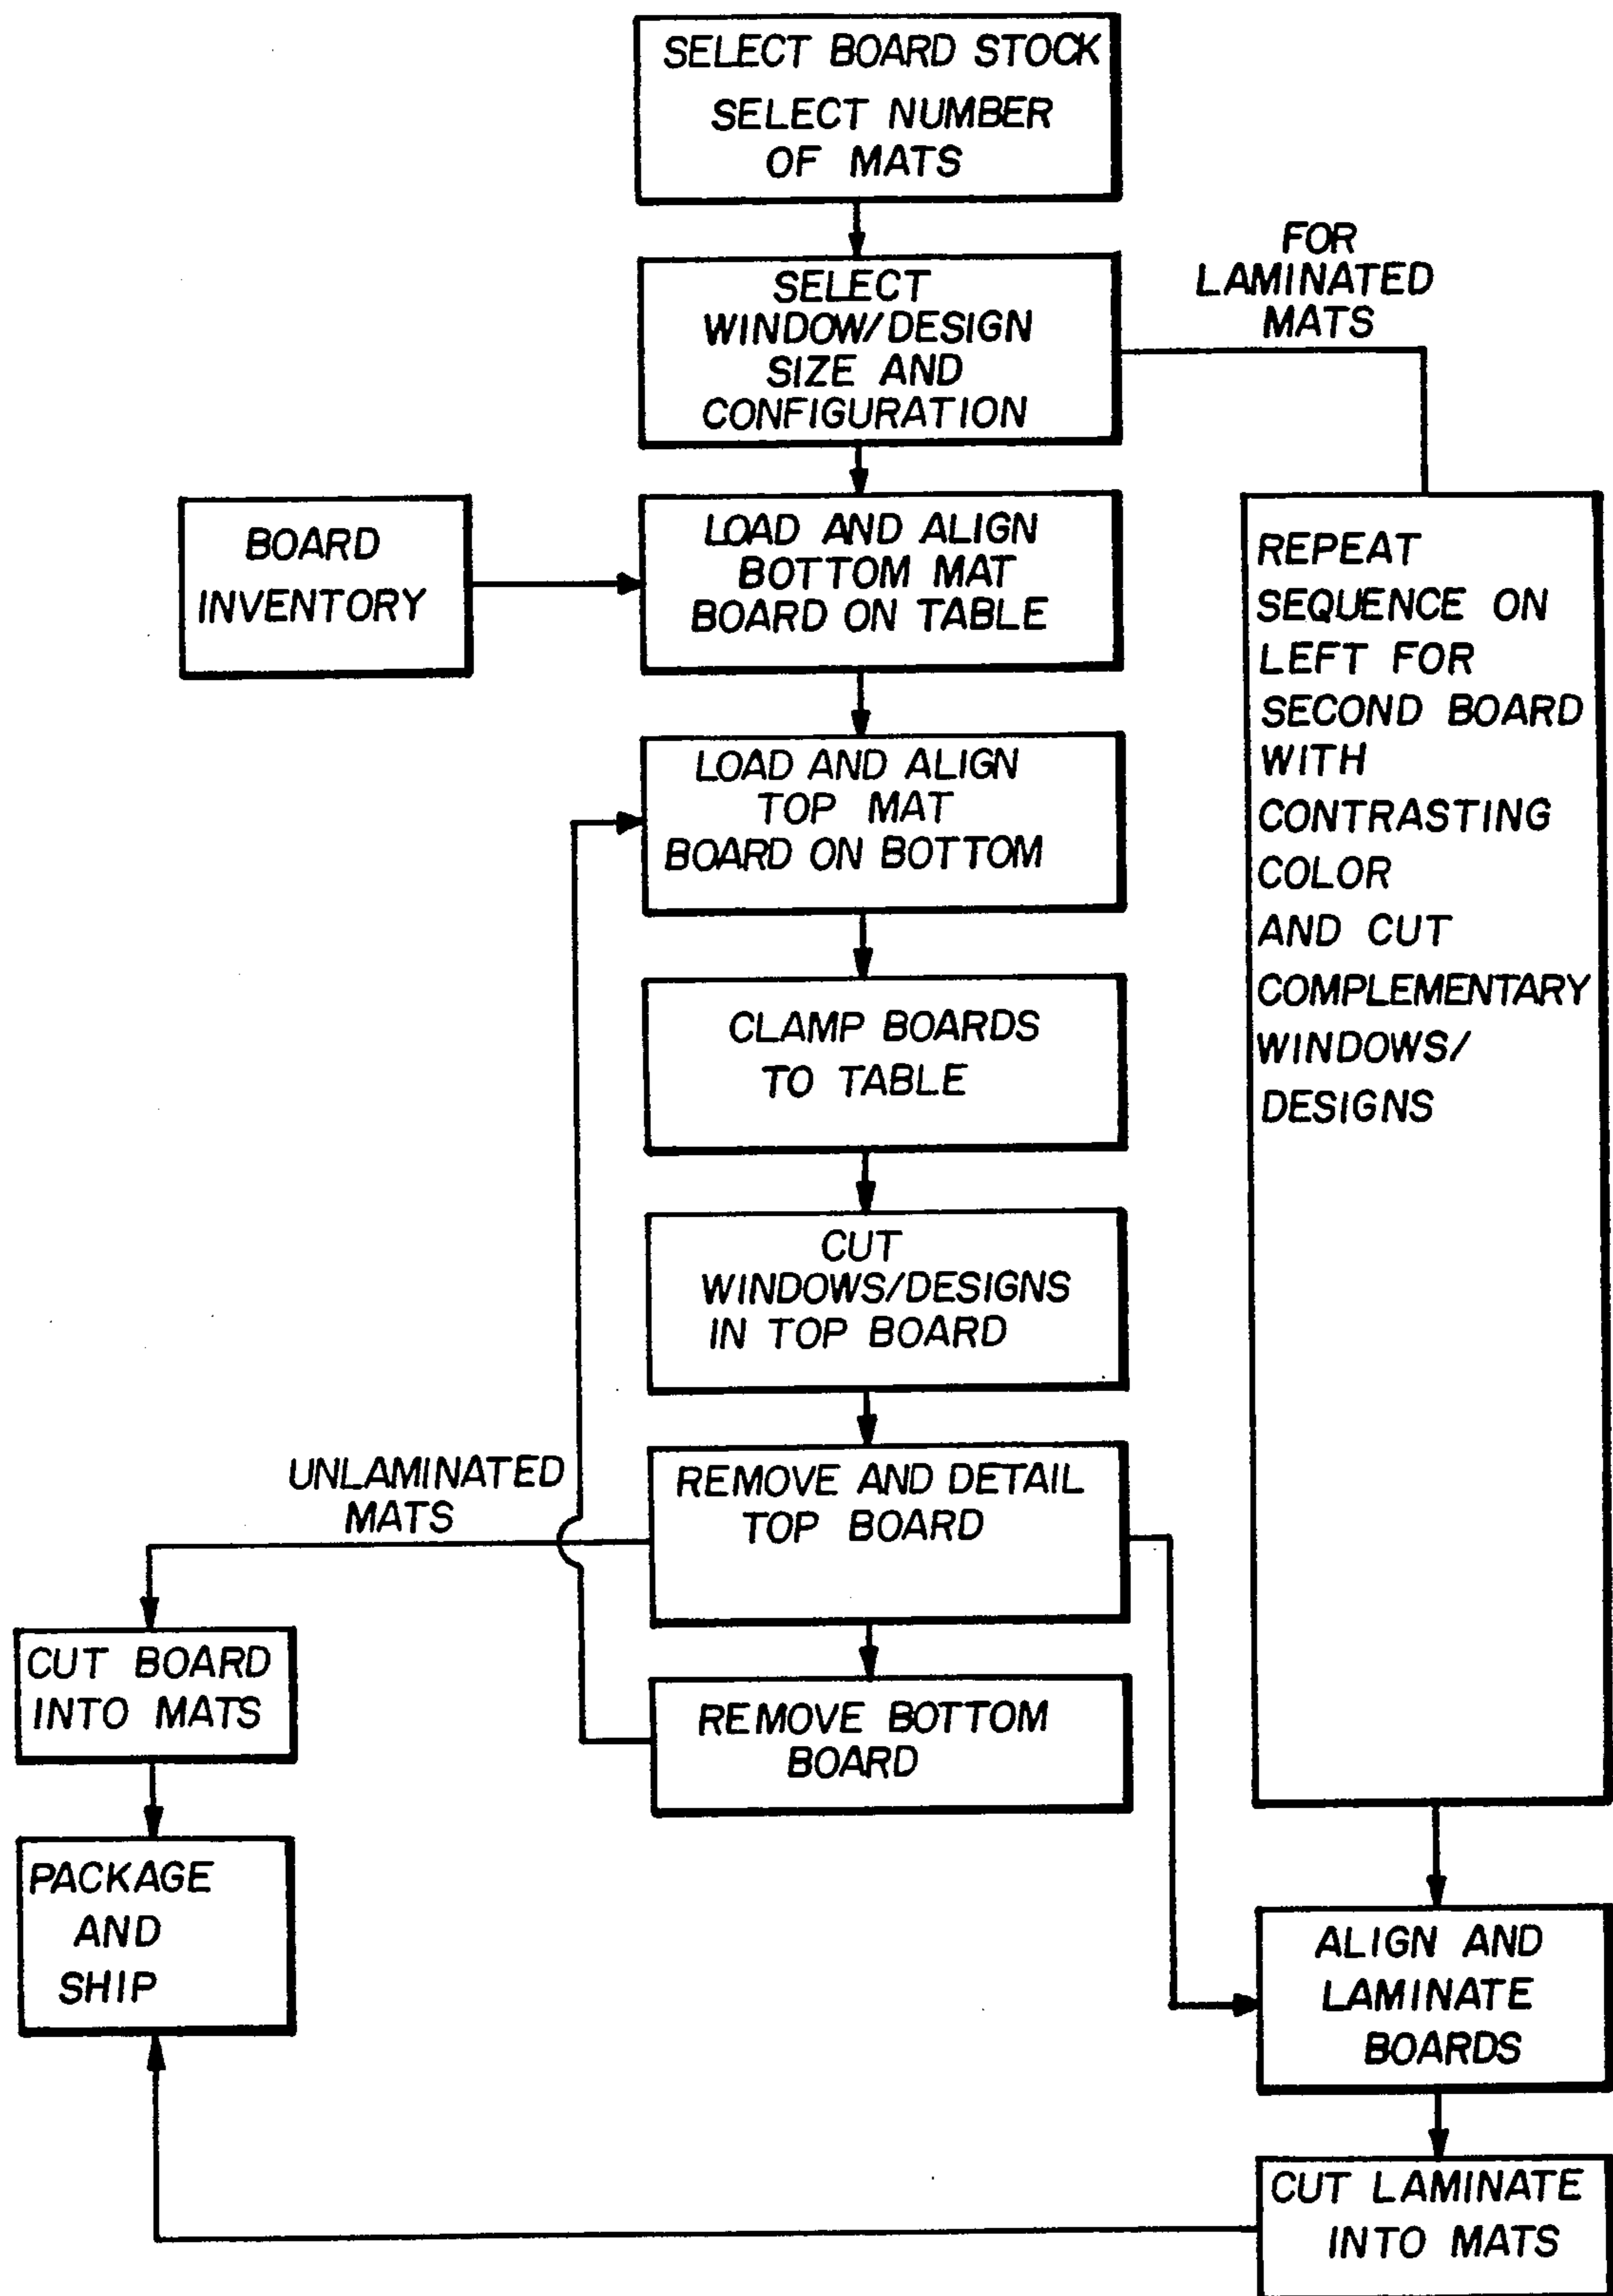 SELECT BOARD STOCK
SELECT NUMBER
OF MATS
FOR
LAMINATED
MATS
SELECT
WINDOW/DESIGN
SIZE AND
CONFIGURATION
BOARD
INVENTORY
LOAD AND ALIGN
BOTTOM MAT
BOARD ON TABLE
REPEAT
SEQUENCE ON
LEFT FOR
SECOND BOARD
WITH
CONTRASTING
COLOR
AND CUT
COMPLEMENTARY
WINDOWS/
DESIGNS
LOAD AND ALIGN
TOP MAT
BOARD ON BOTTOM
CLAMP BOARDS
TO TABLE
CUT
WINDOWS/DESIGNS
IN TOP BOARD
UNLAMINATED
MATS
REMOVE AND DETAIL
TOP BOARD
CUT BOARD
INTO MATS
REMOVE BOTTOM
BOARD
PACKAGE
AND
SHIP
ALIGN AND
LAMINATE
BOARDS
CUT LAMINATE
INTO MATS